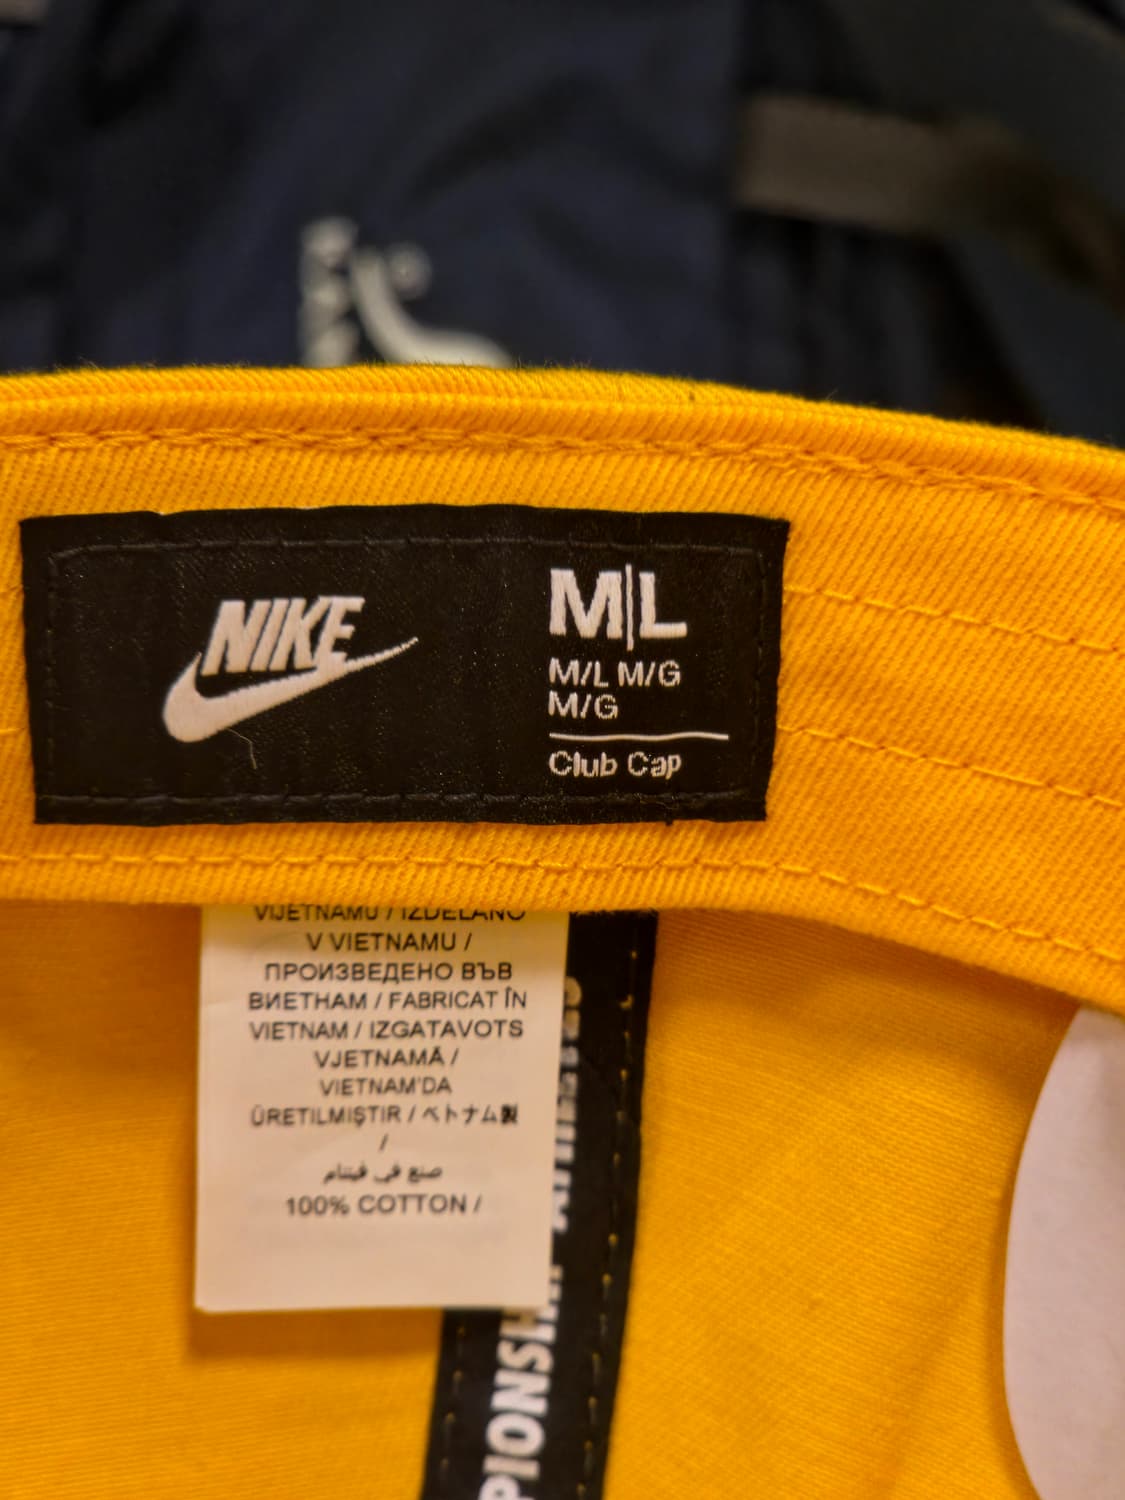 NIKE
M|L
M/L M/G
M/G
Club Cap
VIJETNAMU / IZDELANO
V VIETNAMU /
ПРОИЗВЕДЕНО ВЪВ
ВИЕТНАМ / FABRICAT ÎN
VIETNAM / IZGATAVOTS
VJETNAMĀ /
VIETNAM'DA
ÜRETILMIŞTIR / ベトナム製
/
صنع في فيتنام
100% COTTON /